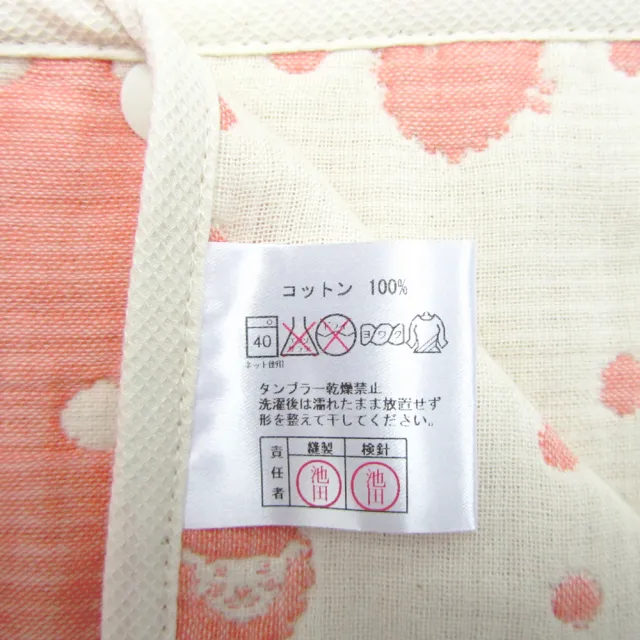 コットン 100%
40
ネット使用
ドライ
ヨワク
タンブラー乾燥禁止
洗濯後は濡れたまま放置せず
形を整えて干してください。
責任者
縫製 検針
池田 池田